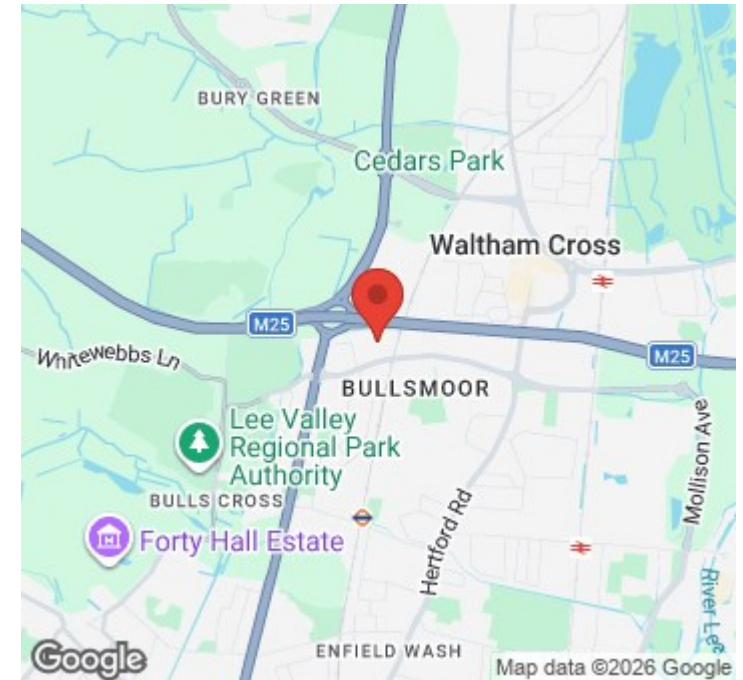 BURY GREEN
Cedars Park
Waltham Cross
M25
M25
Whitewebbs Ln
BULLSMOOR
Lee Valley
Regional Park
Authority
Mollison Ave
BULLS CROSS
Forty Hall Estate
Hertford Rd
River Lee
ENFIELD WASH
Google
Map data ©2026 Google